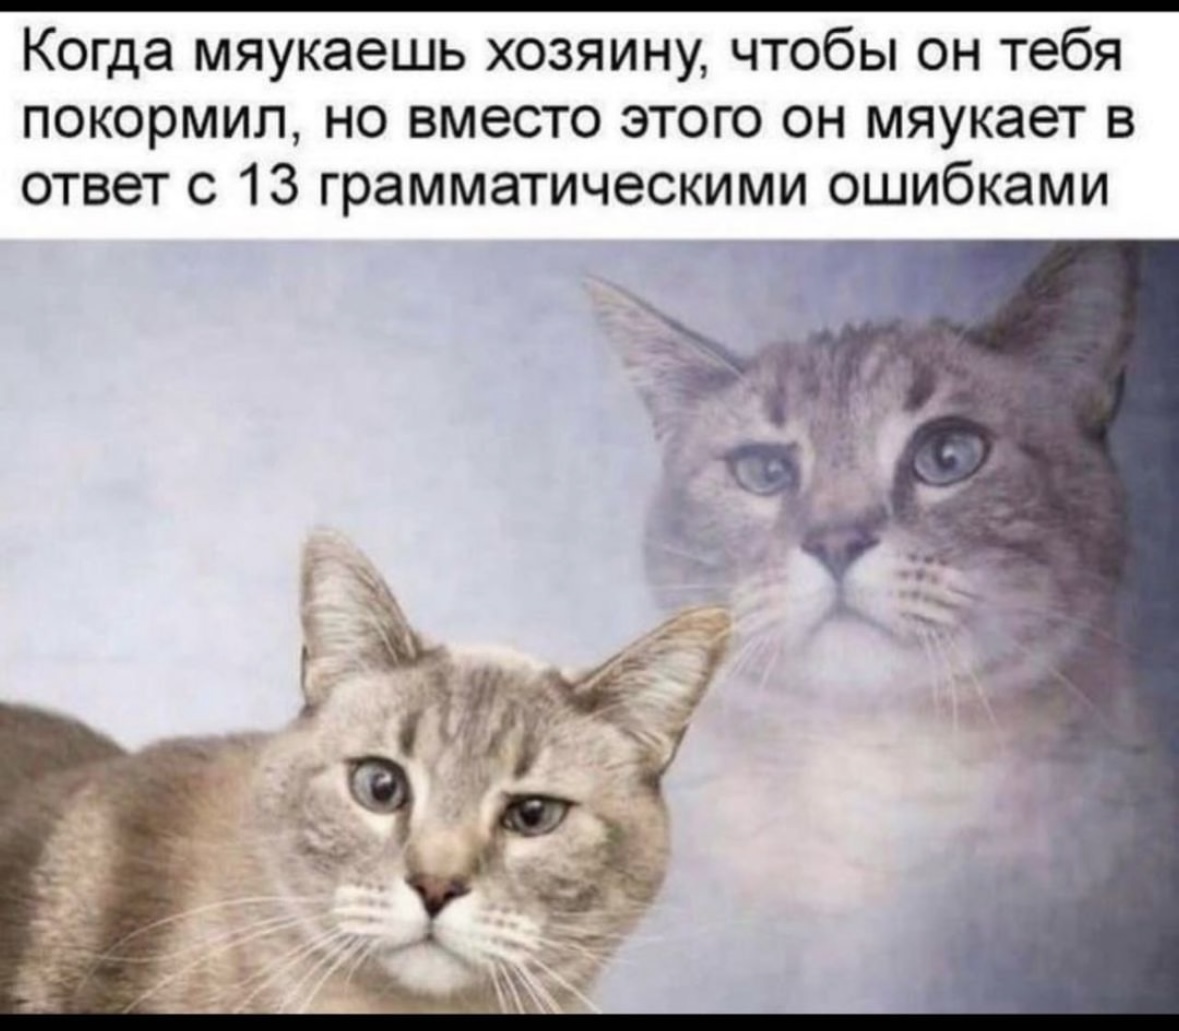 Когда мяукаешь хозяину, чтобы он тебя
покормил, но вместо этого он мяукает в
ответ с 13 грамматическими ошибками